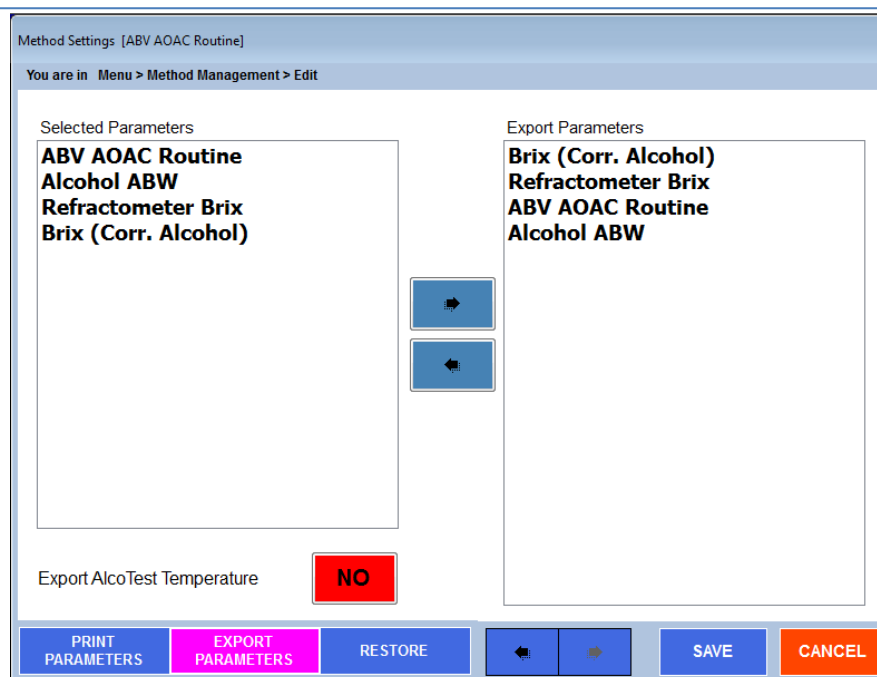 Method Settings [ABV AOAC Routine]
You are in Menu > Method Management > Edit
Selected Parameters
ABV AOAC Routine
Alcohol ABW
Refractometer Brix
Brix (Corr. Alcohol)
Export Parameters
Brix (Corr. Alcohol)
Refractometer Brix
ABV AOAC Routine
Alcohol ABW
Export AlcoTest Temperature
NO
PRINT
PARAMETERS
EXPORT
PARAMETERS
RESTORE
SAVE
CANCEL